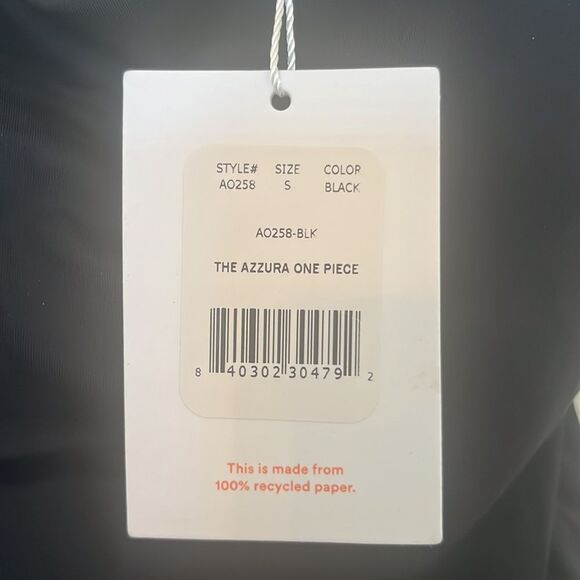 STYLE# SIZE COLOR
AO258 S BLACK
AO258-BLK
THE AZZURA ONE PIECE
8 40302 30479 2
This is made from
100% recycled paper.